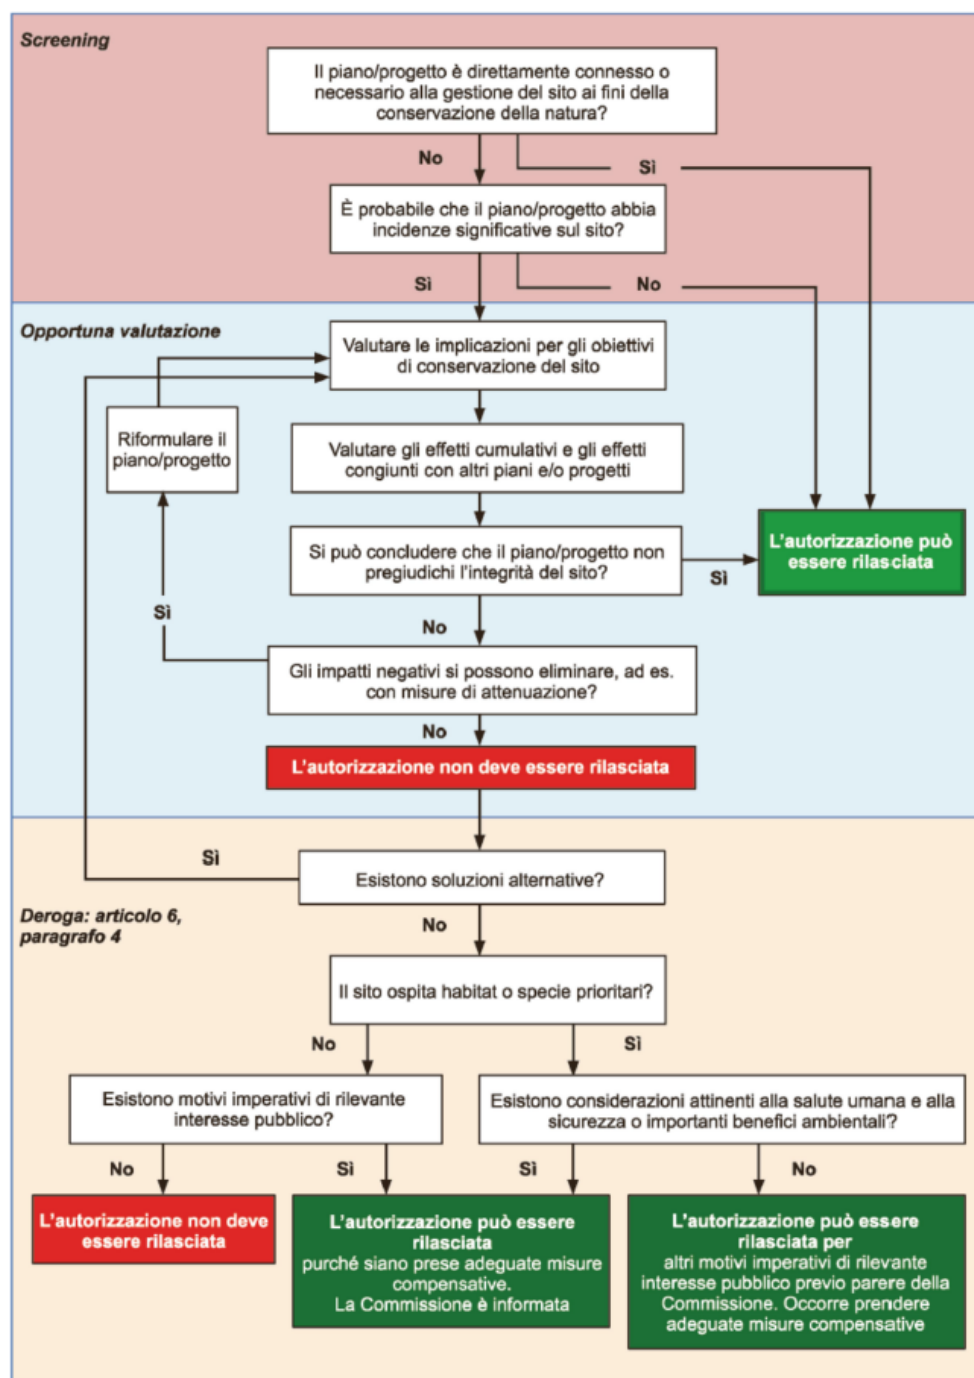 Screening
Il piano/progetto è direttamente connesso o
necessario alla gestione del sito ai fini della
conservazione della natura?
No
Sì
È probabile che il piano/progetto abbia
incidenze significative sul sito?
Sì
No
Opportuna valutazione
Valutare le implicazioni per gli obiettivi
di conservazione del sito
Riformulare il
piano/progetto
Valutare gli effetti cumulativi e gli effetti
congiunti con altri piani e/o progetti
Si può concludere che il piano/progetto non
pregiudichi l'integrità del sito?
Sì
L'autorizzazione può
essere rilasciata
Sì
No
Gli impatti negativi si possono eliminare, ad es.
con misure di attenuazione?
No
L'autorizzazione non deve essere rilasciata
Sì
Esistono soluzioni alternative?
Deroga: articolo 6,
paragrafo 4
No
Il sito ospita habitat o specie prioritari?
No
Sì
Esistono motivi imperativi di rilevante
interesse pubblico?
Esistono considerazioni attinenti alla salute umana e alla
sicurezza o importanti benefici ambientali?
No
Sì
Sì
No
L'autorizzazione non deve
essere rilasciata
L'autorizzazione può essere
rilasciata
purché siano prese adeguate misure
compensative.
La Commissione è informata
L'autorizzazione può essere
rilasciata per
altri motivi imperativi di rilevante
interesse pubblico previo parere della
Commissione. Occorre prendere
adeguate misure compensative